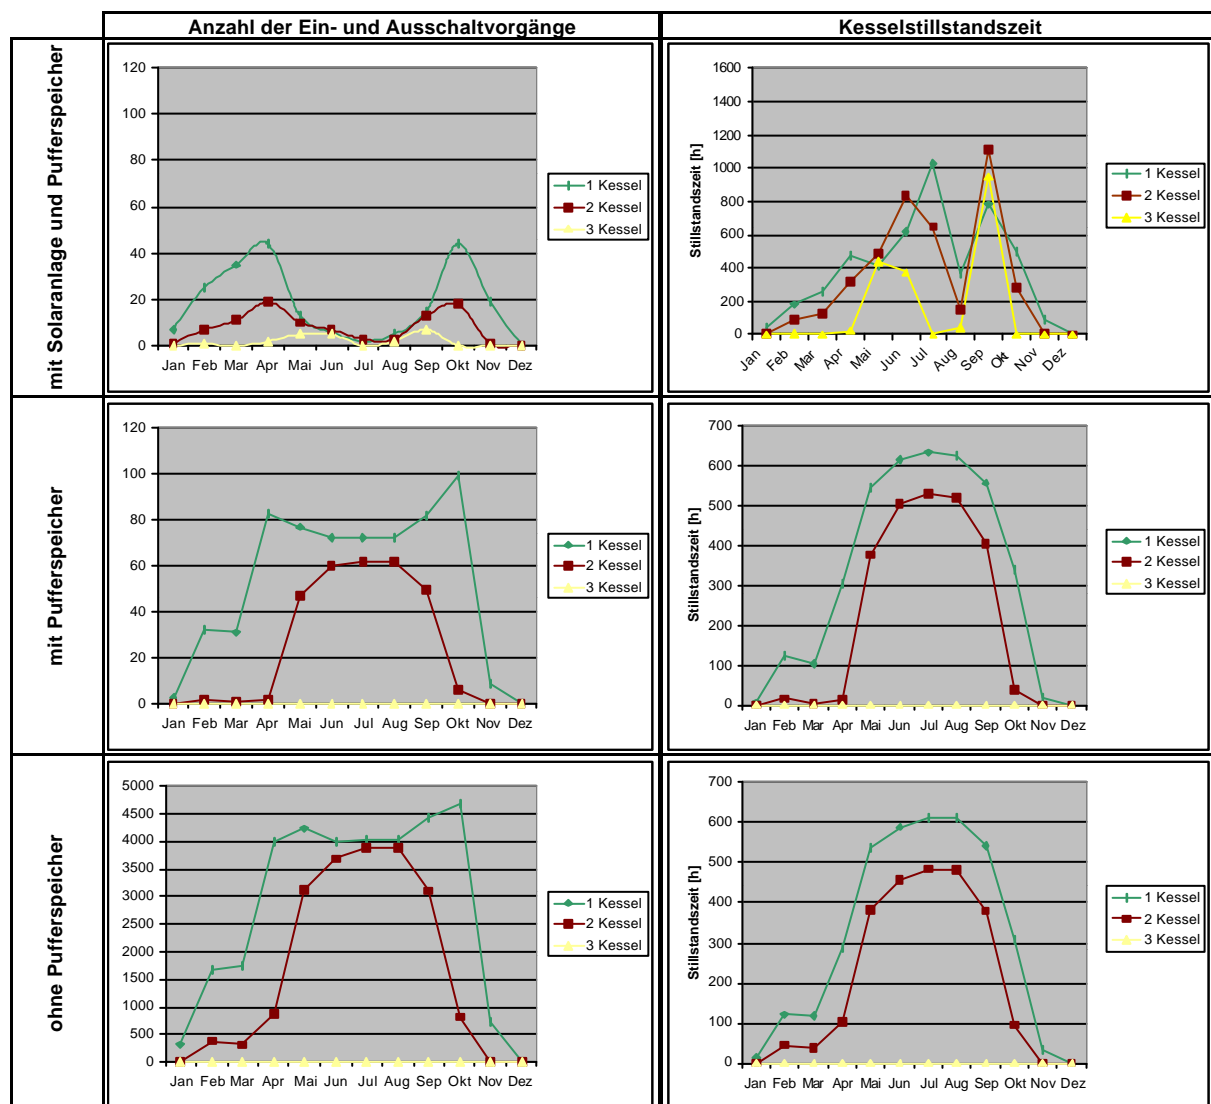 Anzahl der Ein- und Ausschaltvorgänge
Kesselstillstandszeit
mit Solaranlage und Pufferspeicher
120
100
80
60
40
20
0
Jan Feb Mar Apr Mai Jun Jul Aug Sep Okt Nov Dez
1 Kessel
2 Kessel
3 Kessel
Stillstandszeit [h]
1600
1400
1200
1000
800
600
400
200
0
Jan Feb Mar Apr Mai Jun Jul Aug Sep Okt Nov Dez
1 Kessel
2 Kessel
3 Kessel
mit Pufferspeicher
120
100
80
60
40
20
0
Jan Feb Mar Apr Mai Jun Jul Aug Sep Okt Nov Dez
1 Kessel
2 Kessel
3 Kessel
Stillstandszeit [h]
700
600
500
400
300
200
100
0
Jan Feb Mar Apr Mai Jun Jul Aug Sep Okt Nov Dez
1 Kessel
2 Kessel
3 Kessel
ohne Pufferspeicher
5000
4500
4000
3500
3000
2500
2000
1500
1000
500
0
Jan Feb Mar Apr Mai Jun Jul Aug Sep Okt Nov Dez
1 Kessel
2 Kessel
3 Kessel
Stillstandszeit [h]
700
600
500
400
300
200
100
0
Jan Feb Mar Apr Mai Jun Jul Aug Sep Okt Nov Dez
1 Kessel
2 Kessel
3 Kessel